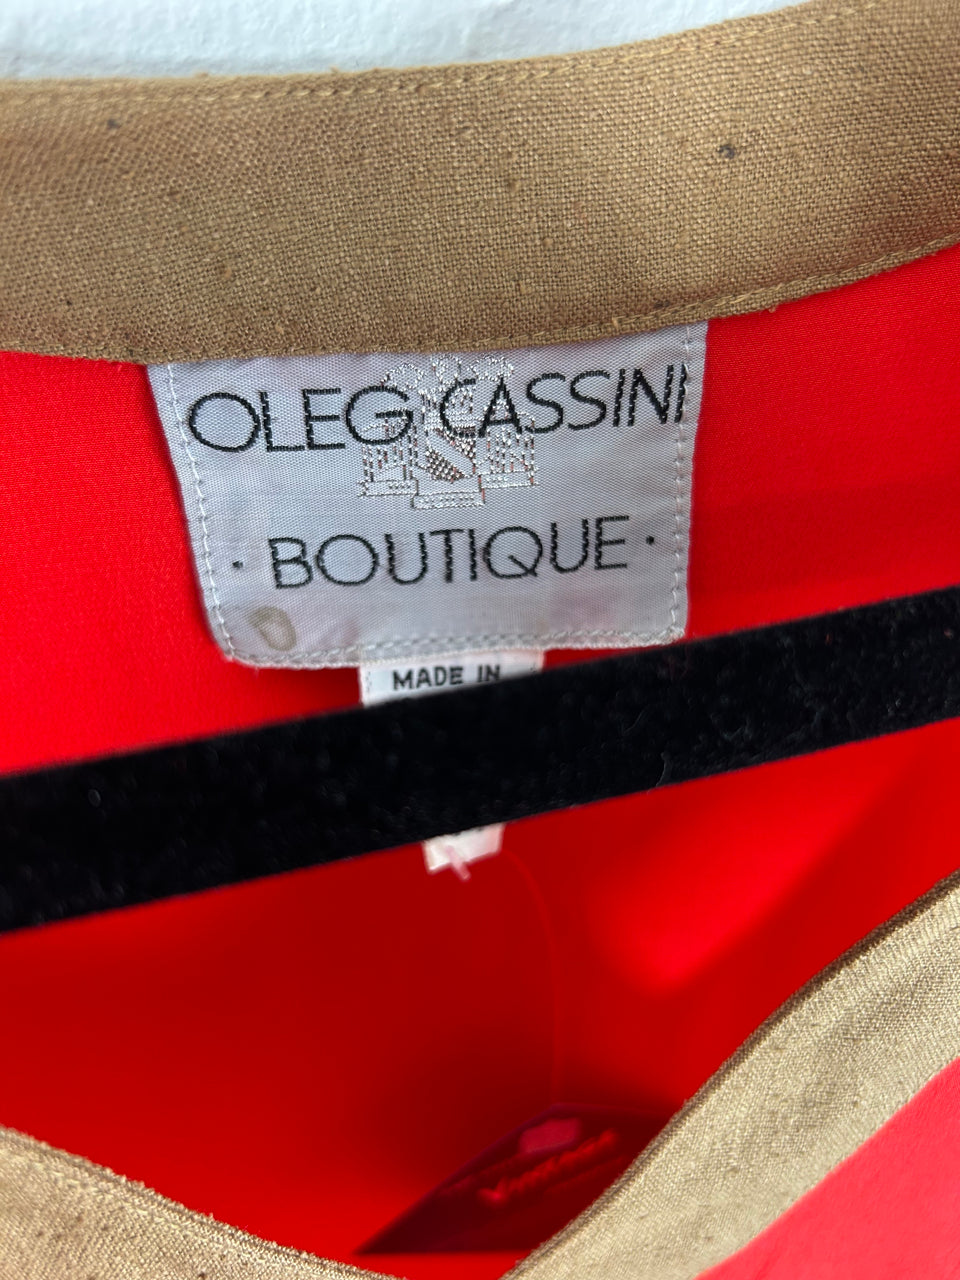 OLEG CASSINI
· BOUTIQUE ·
MADE IN